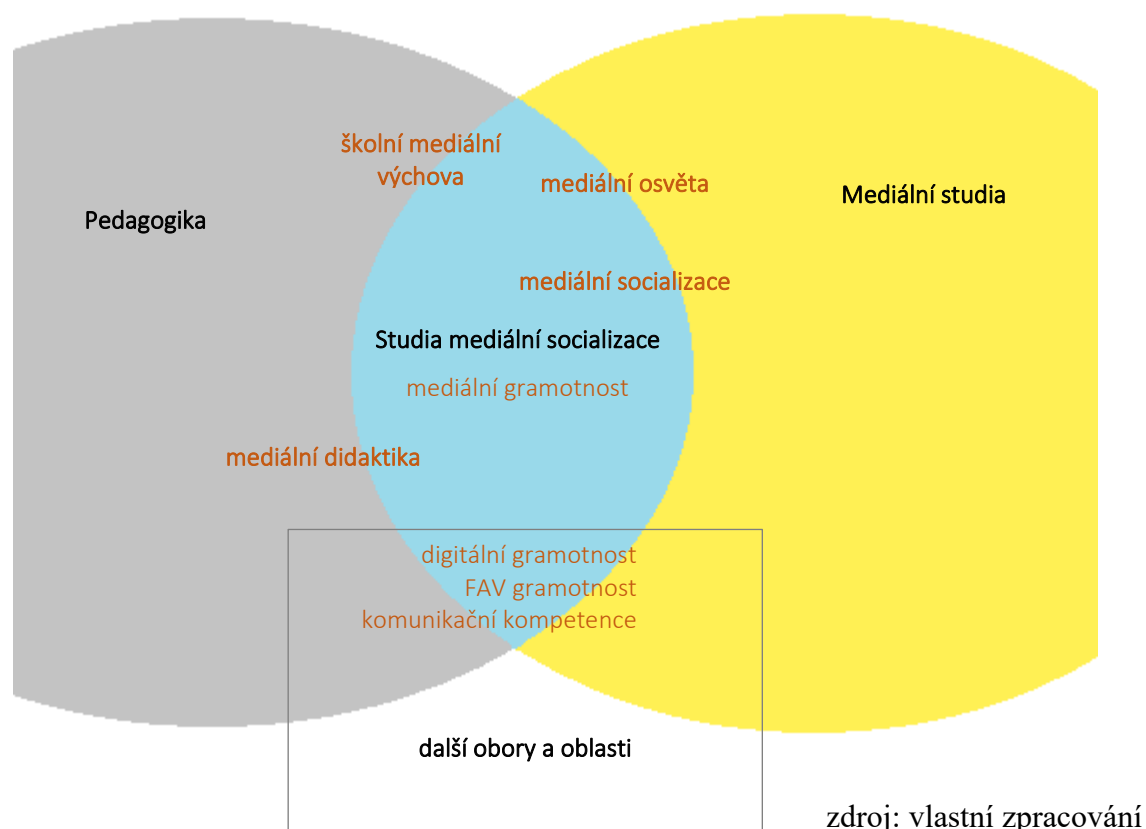 školní mediální
výchova
mediální osvěta
Mediální studia
Pedagogika
mediální socializace
Studia mediální socializace
mediální gramotnost
mediální didaktika
digitální gramotnost
FAV gramotnost
komunikační kompetence
další obory a oblasti
zdroj: vlastní zpracování